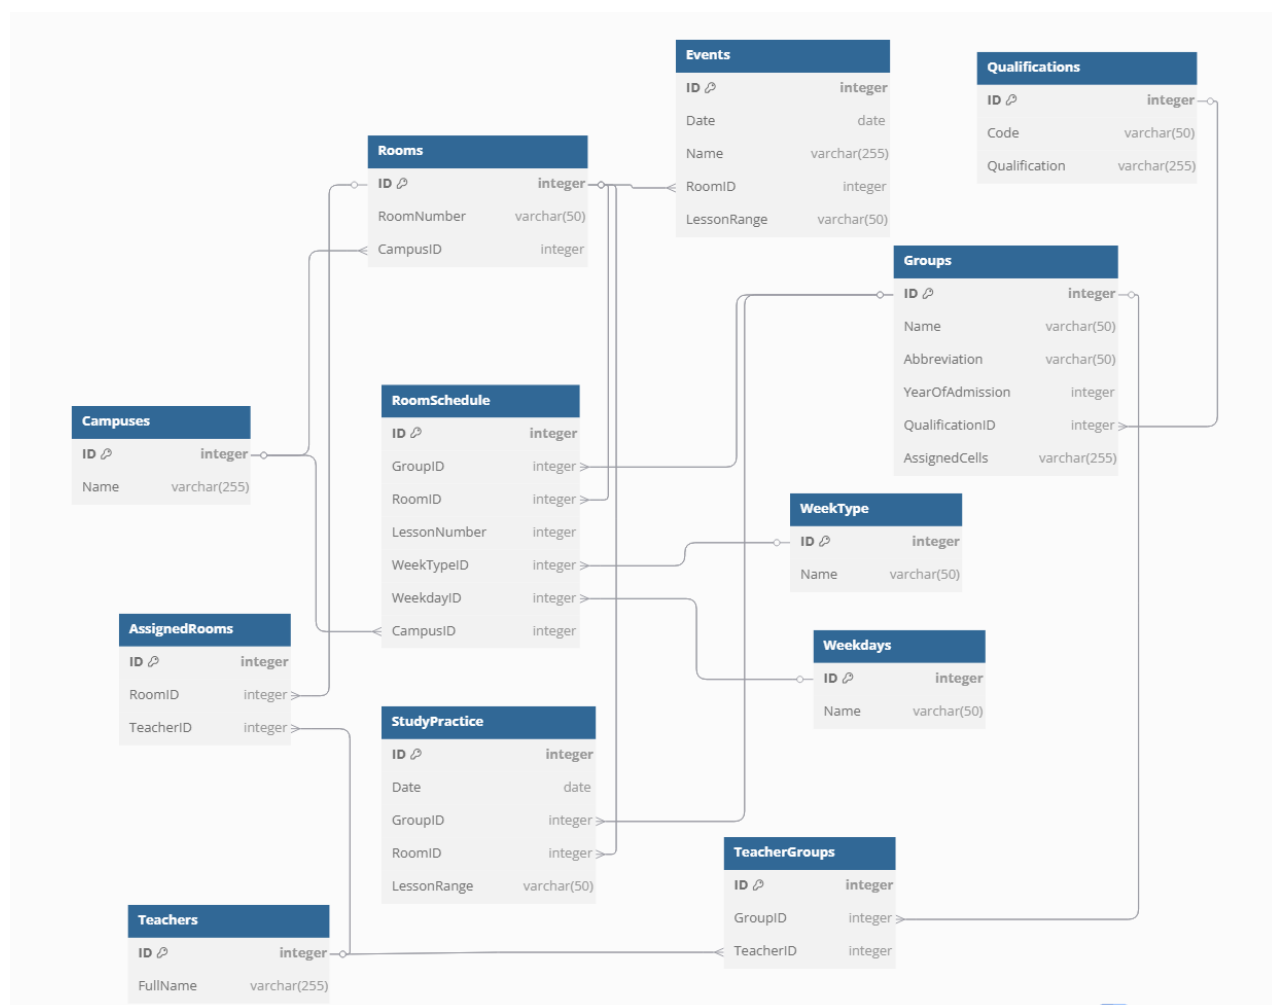 Events
ID integer
Date date
Name varchar(255)
RoomID integer
LessonRange varchar(50)
Qualifications
ID integer
Code varchar(50)
Qualification varchar(255)
Rooms
ID integer
RoomNumber varchar(50)
CampusID integer
Groups
ID integer
Name varchar(50)
Abbreviation varchar(50)
YearOfAdmission integer
QualificationID integer
AssignedCells varchar(255)
RoomSchedule
ID integer
GroupID integer
RoomID integer
LessonNumber integer
WeekTypeID integer
WeekdayID integer
CampusID integer
Campuses
ID integer
Name varchar(255)
WeekType
ID integer
Name varchar(50)
AssignedRooms
ID integer
RoomID integer
TeacherID integer
Weekdays
ID integer
Name varchar(50)
StudyPractice
ID integer
Date date
GroupID integer
RoomID integer
LessonRange varchar(50)
TeacherGroups
ID integer
GroupID integer
TeacherID integer
Teachers
ID integer
FullName varchar(255)